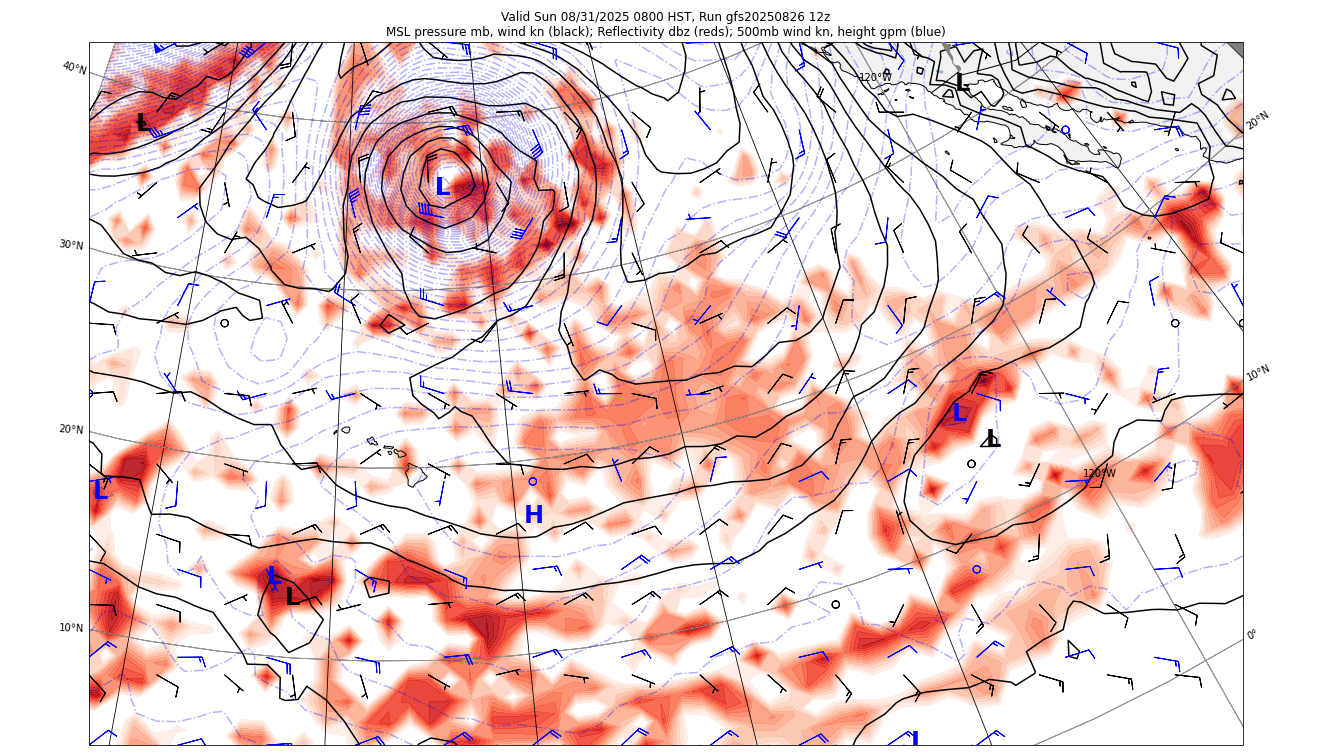 Valid Sun 08/31/2025 0800 HST, Run gfs20250826 12z
MSL pressure mb, wind kn (black); Reflectivity dbz (reds); 500mb wind kn, height gpm (blue)
40°N
120°W
L
L
20°N
L
30°N
10°N
L
20°N
L
120°W
L
H
L
L
10°N
0°
L